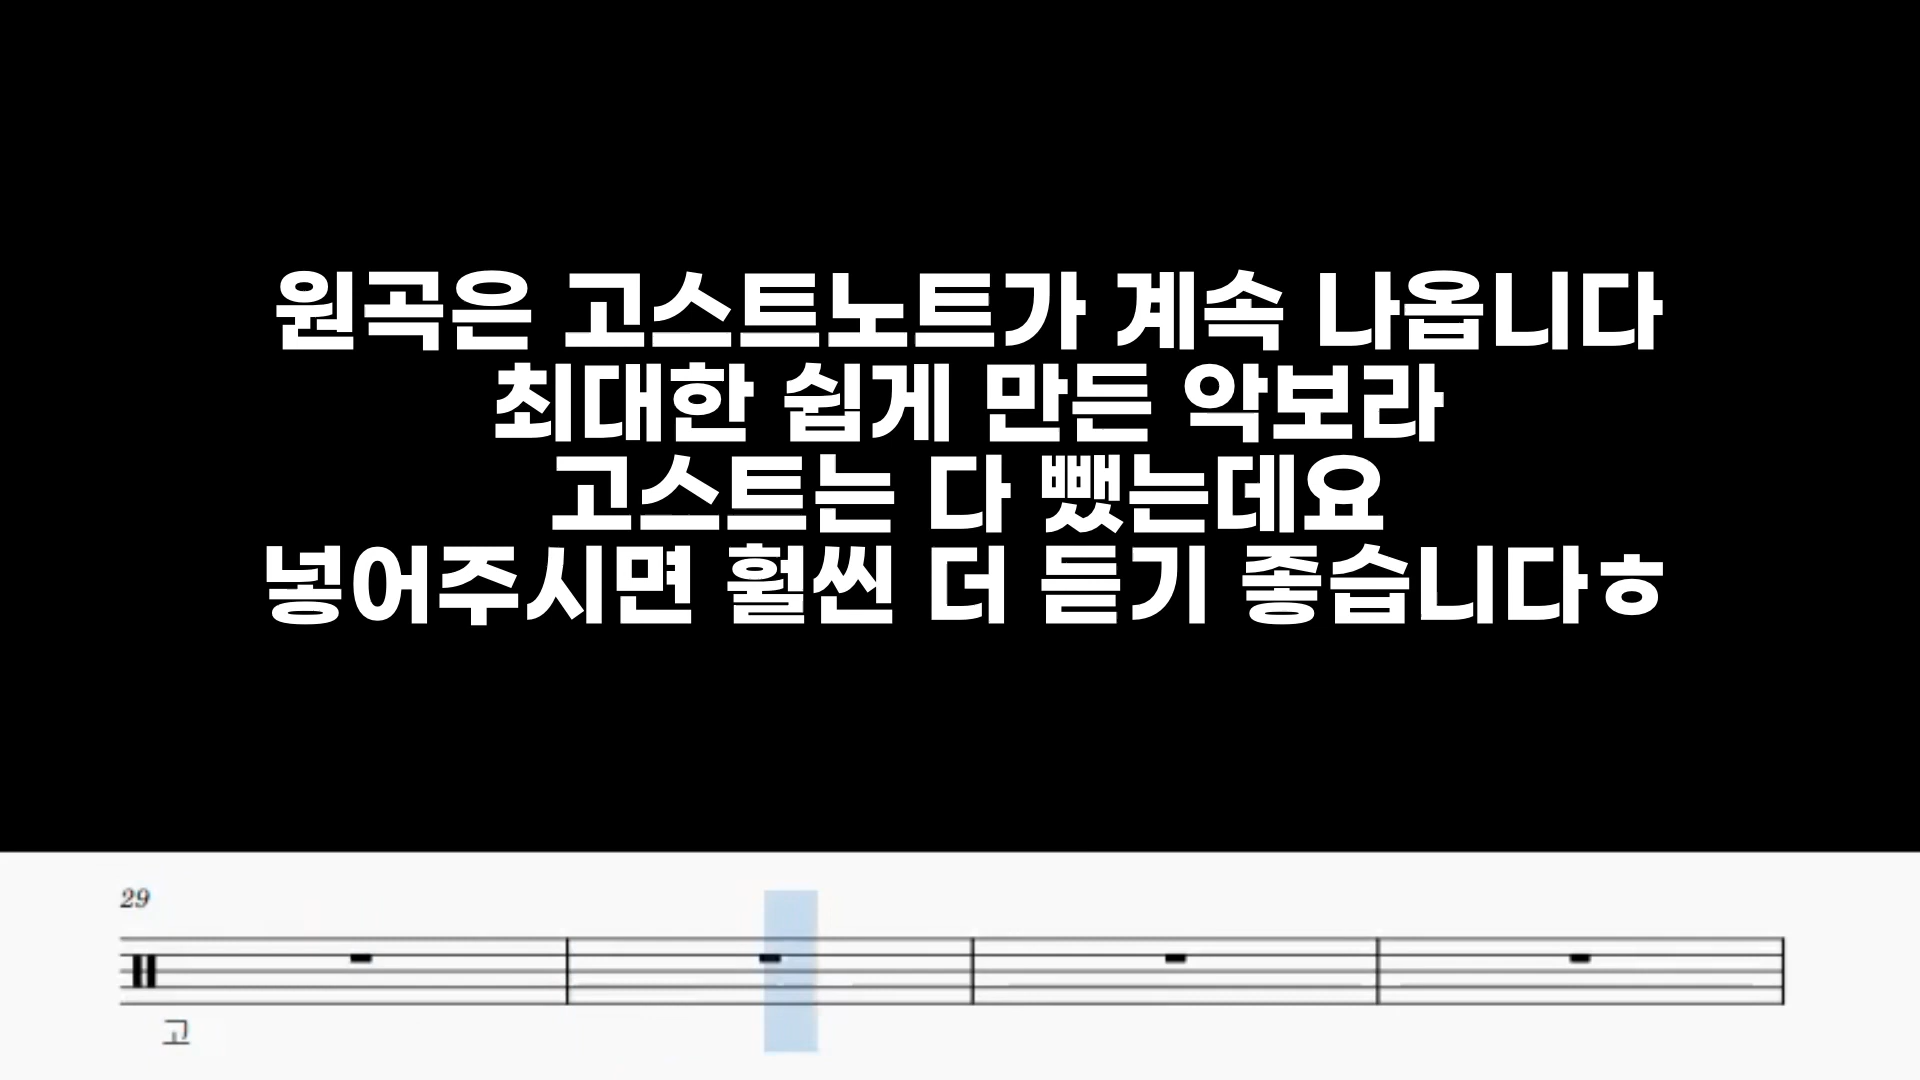 원곡은 고스트노트가 계속 나옵니다
최대한 쉽게 만든 악보라
고스트는 다 뺐는데요
넣어주시면 훨씬 더 듣기 좋습니다ㅎ
29
고